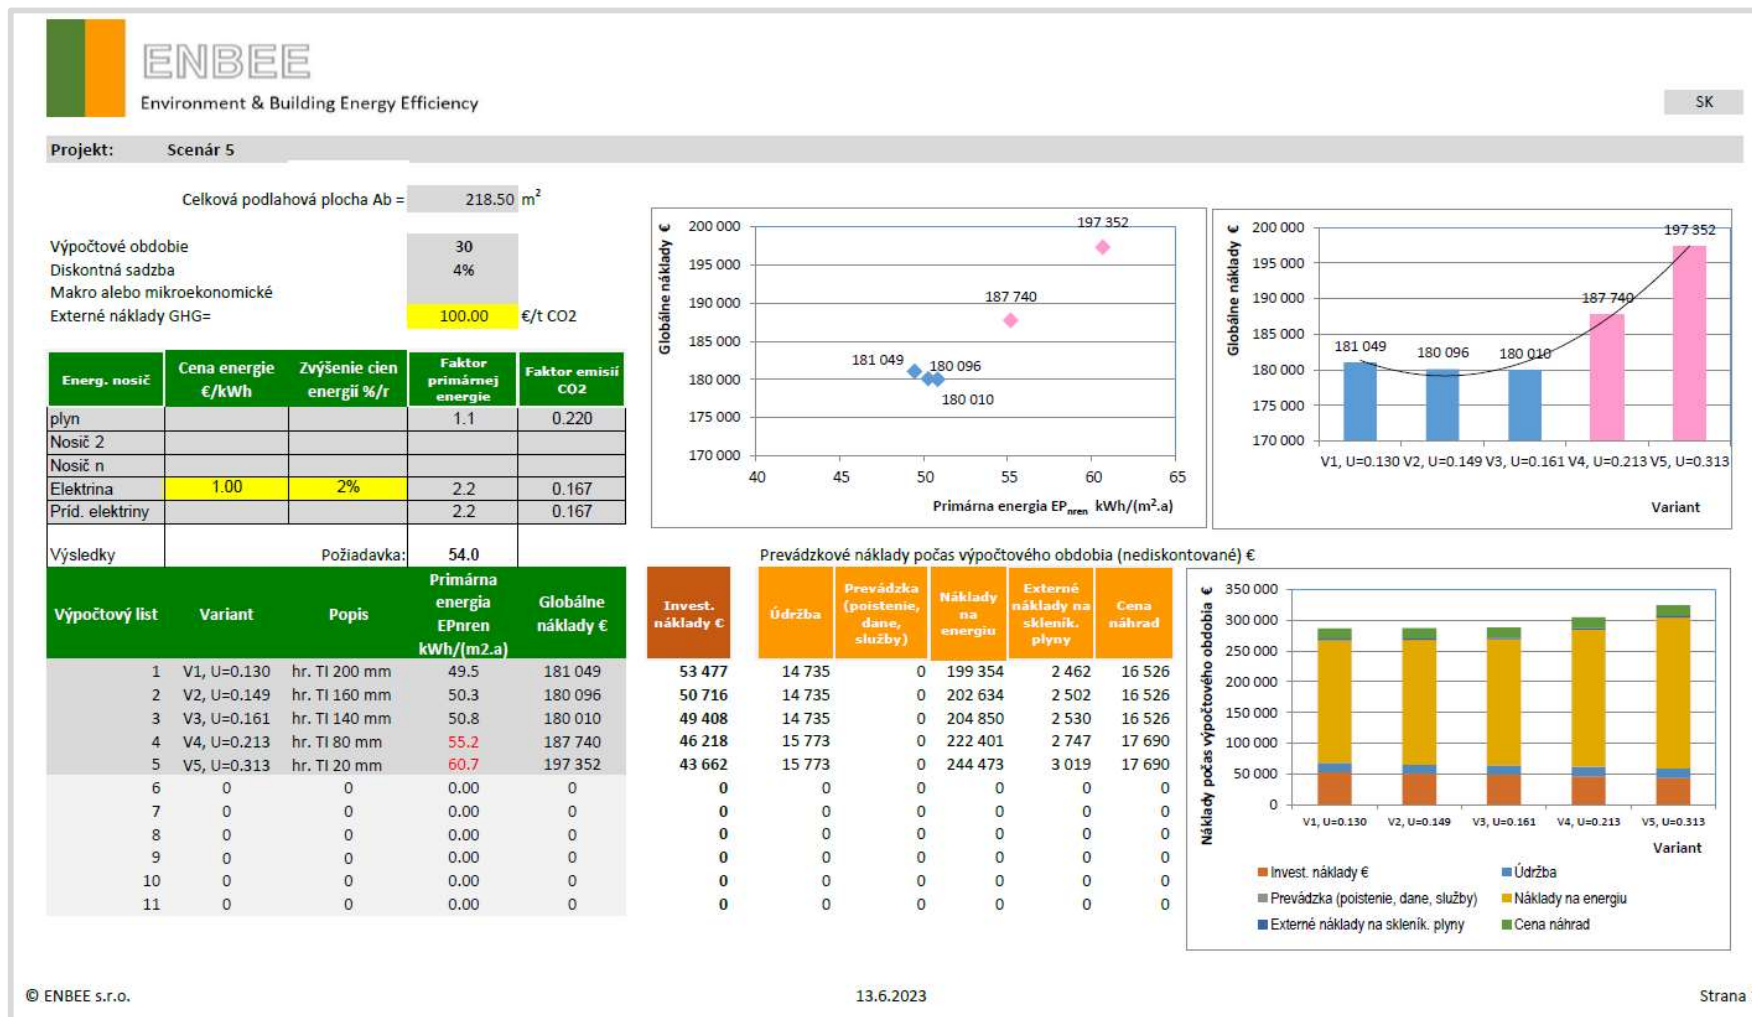 ENBEE
Environment & Building Energy Efficiency
SK
Projekt: Scenár 5
Celková podlahová plocha Ab = 218.50 m²
Výpočtové obdobie 30
Diskontná sadzba 4%
Makro alebo mikroekonomické
Externé náklady GHG= 100.00 €/t CO2
Energ. nosič Cena energie €/kWh Zvýšenie cien energií %/r Faktor primárnej energie Faktor emisií CO2
plyn 1.1 0.220
Nosič 2
Nosič n
Elektrina 1.00 2% 2.2 0.167
Príd. elektriny 2.2 0.167
Výsledky Požiadavka: 54.0
Globálne náklady €
200 000
195 000
190 000
185 000
180 000
175 000
170 000
197 352
187 740
181 049
180 096
180 010
40 45 50 55 60 65
Primárna energia EPnren kWh/(m².a)
Globálne náklady €
200 000
195 000
190 000
185 000
180 000
175 000
170 000
181 049 180 096 180 010 187 740 197 352
V1, U=0.130 V2, U=0.149 V3, U=0.161 V4, U=0.213 V5, U=0.313
Variant
Prevádzkové náklady počas výpočtového obdobia (nediskontované) €
Výpočtový list Variant Popis Primárna energia EPnren kWh/(m2.a) Globálne náklady € Invest. náklady € Údržba Prevádzka (poistenie, dane, služby) Náklady na energiu Externé náklady na skleník. plyny Cena náhrad
1 V1, U=0.130 hr. TI 200 mm 49.5 181 049 53 477 14 735 0 199 354 2 462 16 526
2 V2, U=0.149 hr. TI 160 mm 50.3 180 096 50 716 14 735 0 202 634 2 502 16 526
3 V3, U=0.161 hr. TI 140 mm 50.8 180 010 49 408 14 735 0 204 850 2 530 16 526
4 V4, U=0.213 hr. TI 80 mm 55.2 187 740 46 218 15 773 0 222 401 2 747 17 690
5 V5, U=0.313 hr. TI 20 mm 60.7 197 352 43 662 15 773 0 244 473 3 019 17 690
6 0 0 0.00 0 0 0 0 0 0 0
7 0 0 0.00 0 0 0 0 0 0 0
8 0 0 0.00 0 0 0 0 0 0 0
9 0 0 0.00 0 0 0 0 0 0 0
10 0 0 0.00 0 0 0 0 0 0 0
11 0 0 0.00 0 0 0 0 0 0 0
Náklady počas výpočtového obdobia €
350 000
300 000
250 000
200 000
150 000
100 000
50 000
0
V1, U=0.130 V2, U=0.149 V3, U=0.161 V4, U=0.213 V5, U=0.313
Variant
Invest. náklady € Údržba
Prevádzka (poistenie, dane, služby) Náklady na energiu
Externé náklady na skleník. plyny Cena náhrad
© ENBEE s.r.o. 13.6.2023 Strana